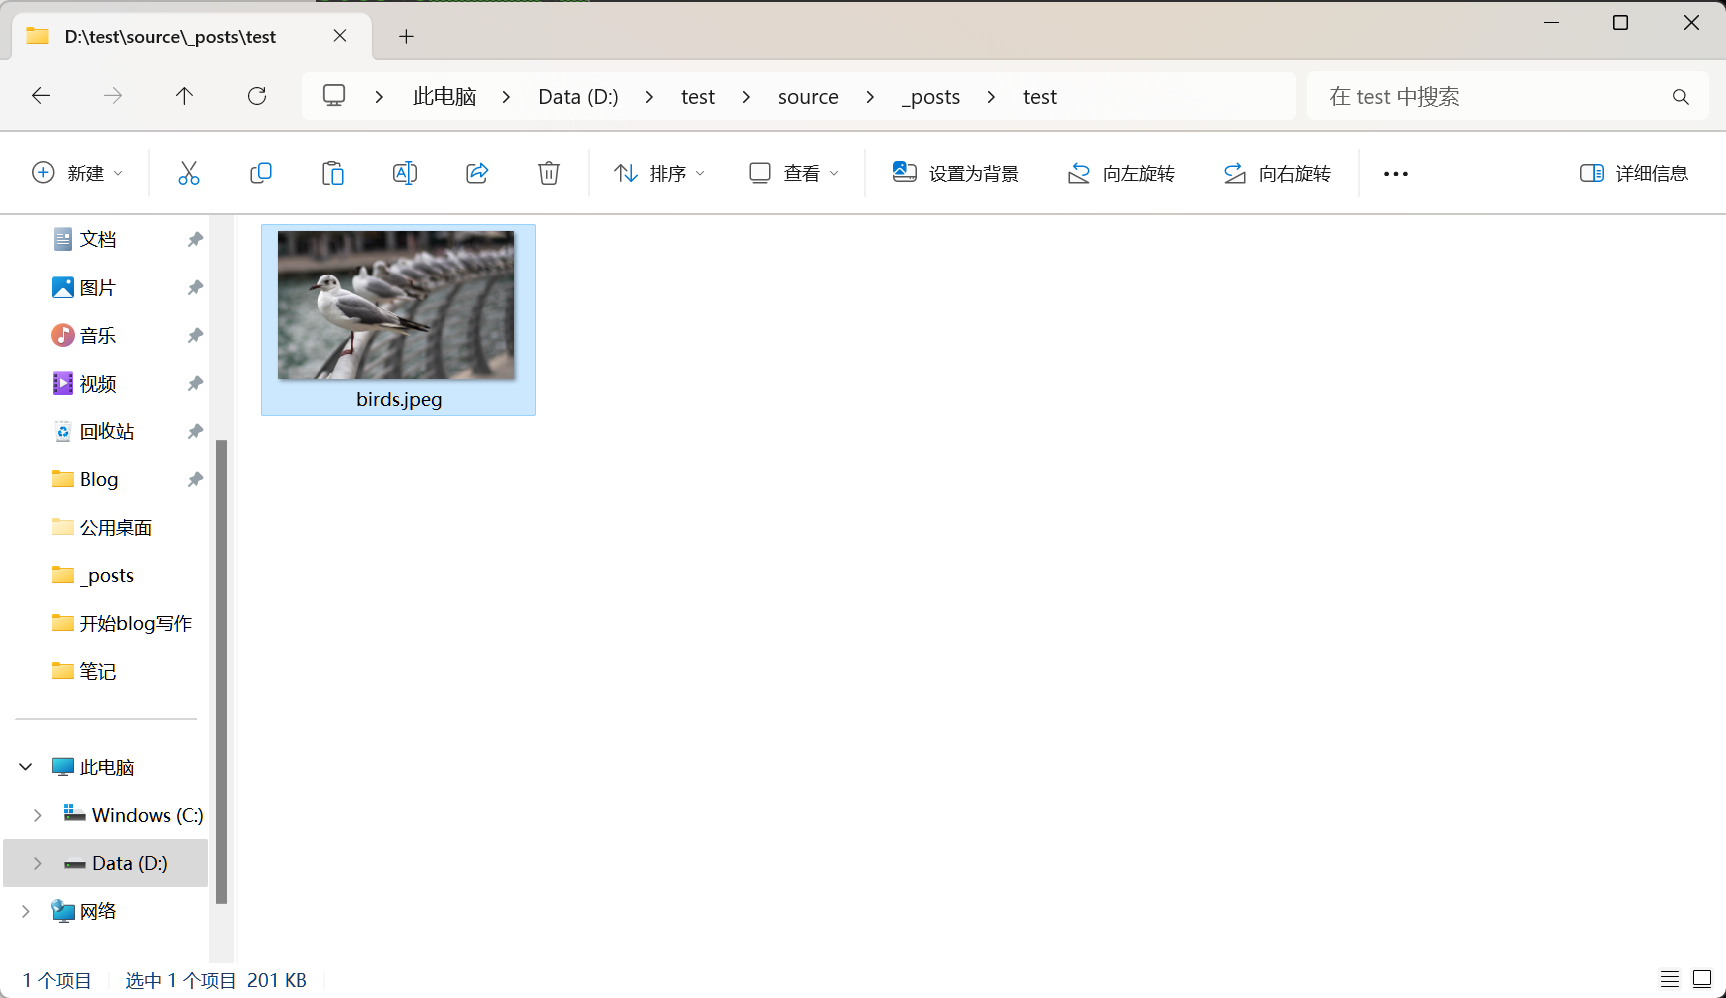 D:\test\source\_posts\test
此电脑 Data (D:) test source _posts test
在 test 中搜索
新建 排序 查看 设置为背景 向左旋转 向右旋转 详细信息
文档
图片
音乐
视频
回收站
Blog
公用桌面
_posts
开始blog写作
笔记
此电脑
Windows (C:)
Data (D:)
网络
birds.jpeg
1 个项目 选中 1 个项目 201 KB